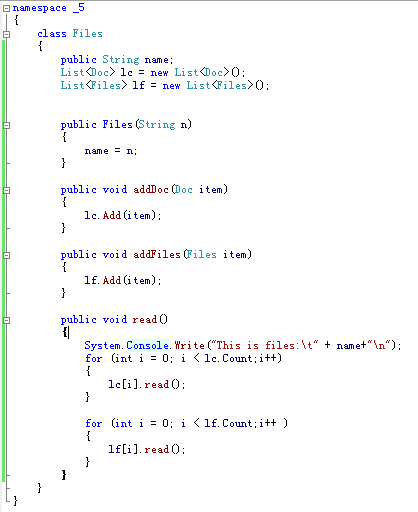 namespace _5
{
    class Files
    {
        public String name;
        List<Doc> lc = new List<Doc>();
        List<Files> lf = new List<Files>();
        public Files(String n)
        {
            name = n;
        }
        public void addDoc(Doc item)
        {
            lc.Add(item);
        }
        public void addFiles(Files item)
        {
            lf.Add(item);
        }
        public void read()
        {
            System.Console.Write("This is files:\t" + name+"\n");
            for (int i = 0; i < lc.Count;i++)
            {
                lc[i].read();
            }
            for (int i = 0; i < lf.Count;i++ )
            {
                lf[i].read();
            }
        }
    }
}